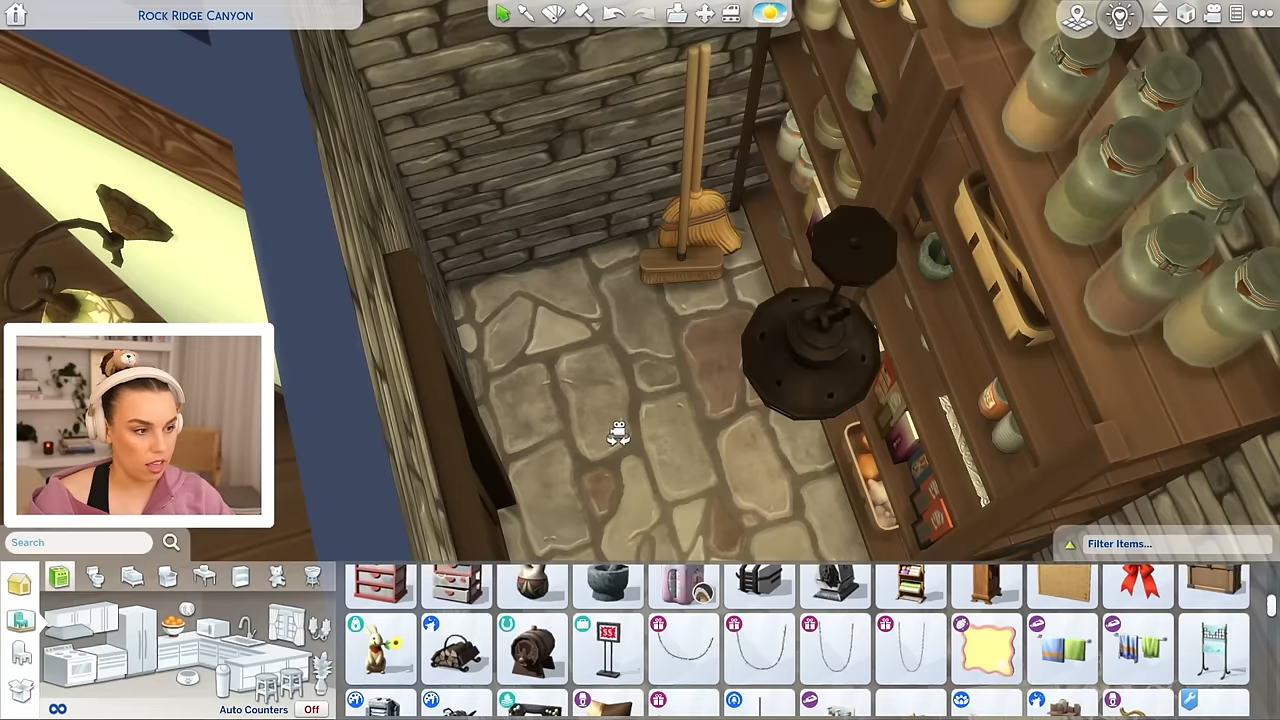 ROCK RIDGE CANYON
Search
Filter Items...
Auto Counters
Off